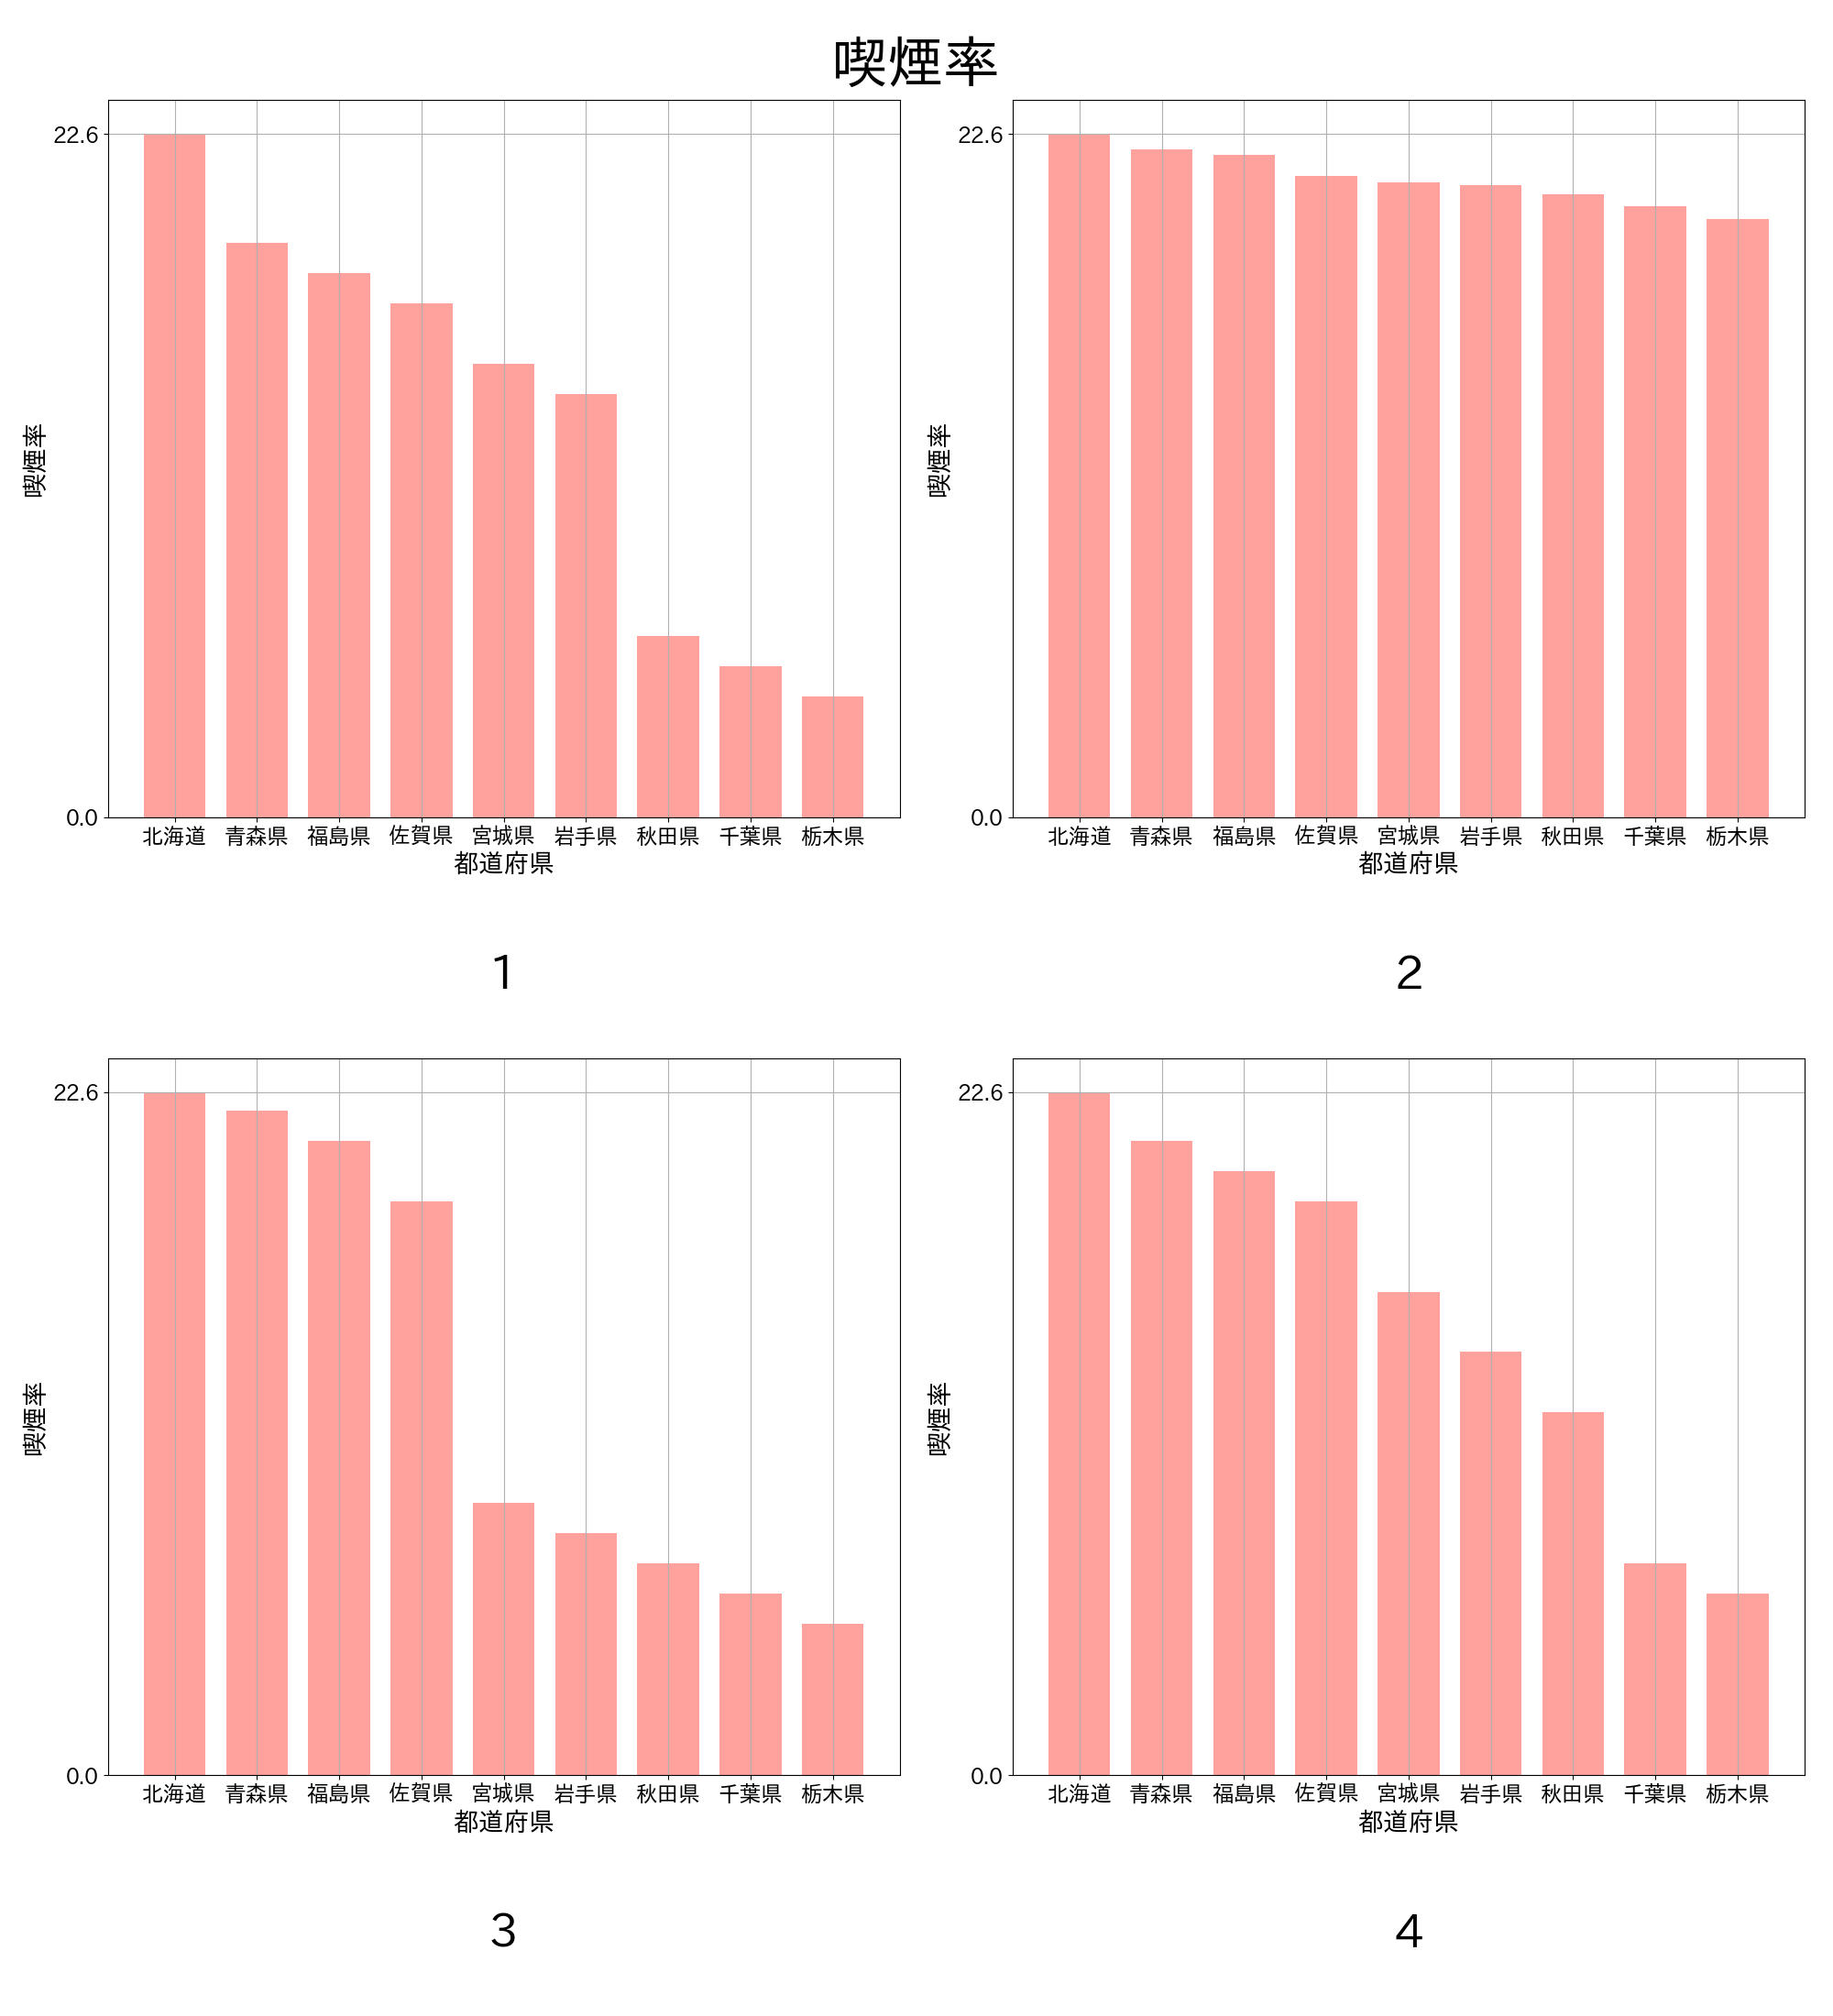 喫煙率
22.6
0.0
喫煙率
北海道 青森県 福島県 佐賀県 宮城県 岩手県 秋田県 千葉県 栃木県
都道府県
1
22.6
0.0
喫煙率
北海道 青森県 福島県 佐賀県 宮城県 岩手県 秋田県 千葉県 栃木県
都道府県
2
22.6
0.0
喫煙率
北海道 青森県 福島県 佐賀県 宮城県 岩手県 秋田県 千葉県 栃木県
都道府県
3
22.6
0.0
喫煙率
北海道 青森県 福島県 佐賀県 宮城県 岩手県 秋田県 千葉県 栃木県
都道府県
4